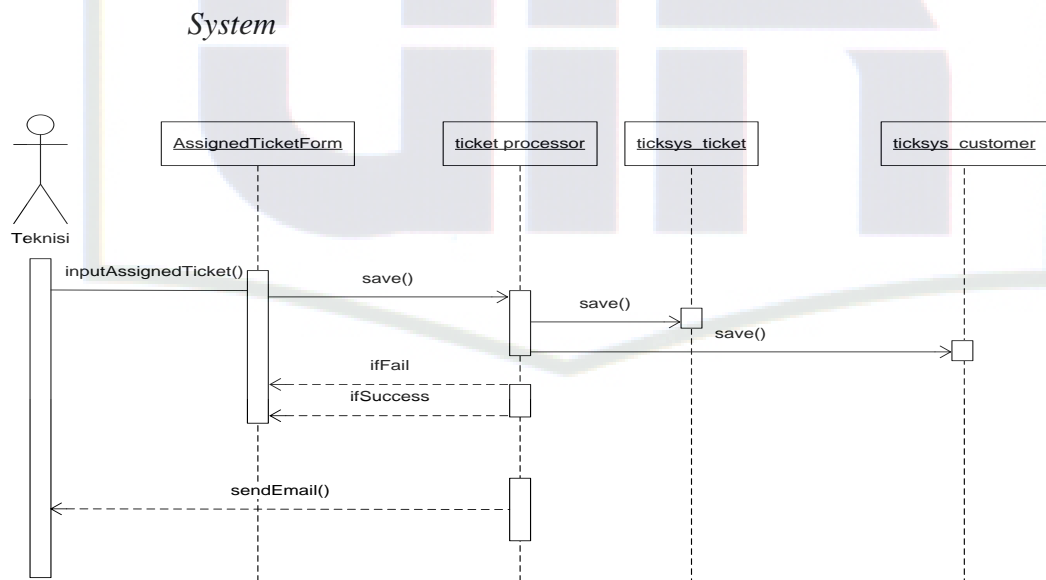 System
AssignedTicketForm
ticket processor
ticksys_ticket
ticksys_customer
Teknisi
inputAssignedTicket()
save()
save()
save()
ifFail
ifSuccess
sendEmail()